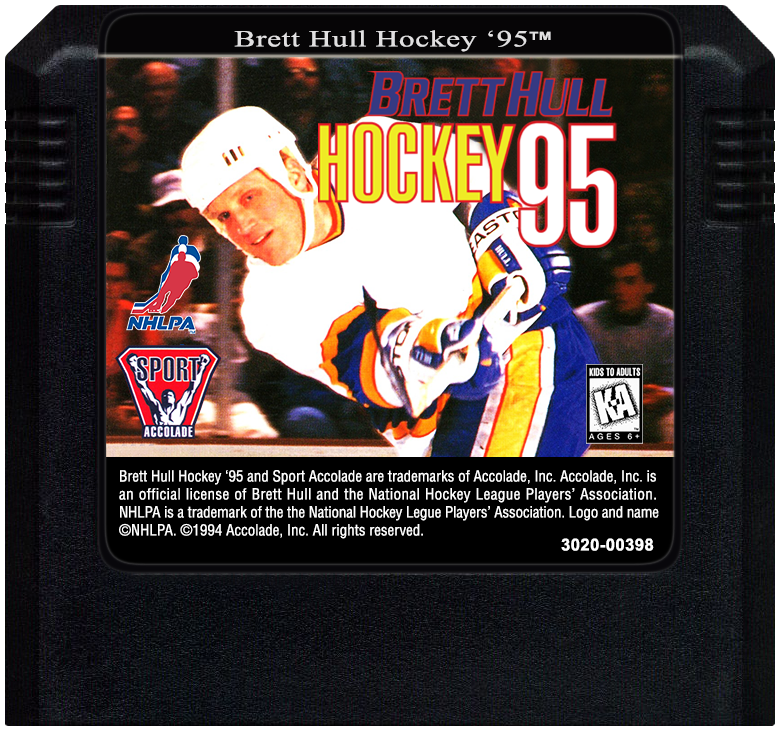 Brett Hull Hockey ‘95™
BRETT HULL
HOCKEY 95
EASTO
HULL
NHLPA
SPORT
ACCOLADE
KIDS TO ADULTS
K-A
AGES 6+
Brett Hull Hockey ‘95 and Sport Accolade are trademarks of Accolade, Inc. Accolade, Inc. is
an official license of Brett Hull and the National Hockey League Players’ Association.
NHLPA is a trademark of the the National Hockey Legue Players’ Association. Logo and name
©NHLPA. ©1994 Accolade, Inc. All rights reserved.
3020-00398